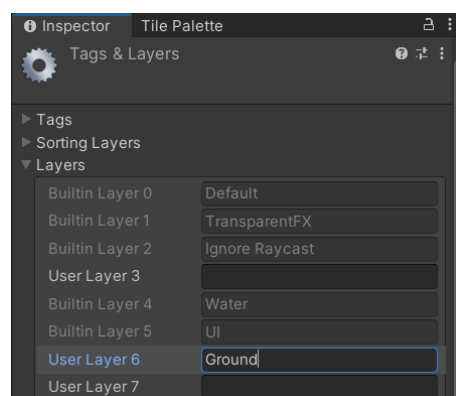 Inspector Tile Palette
Tags & Layers
Tags
Sorting Layers
Layers
Builtin Layer 0 Default
Builtin Layer 1 TransparentFX
Builtin Layer 2 Ignore Raycast
User Layer 3
Builtin Layer 4 Water
Builtin Layer 5 UI
User Layer 6 Ground
User Layer 7